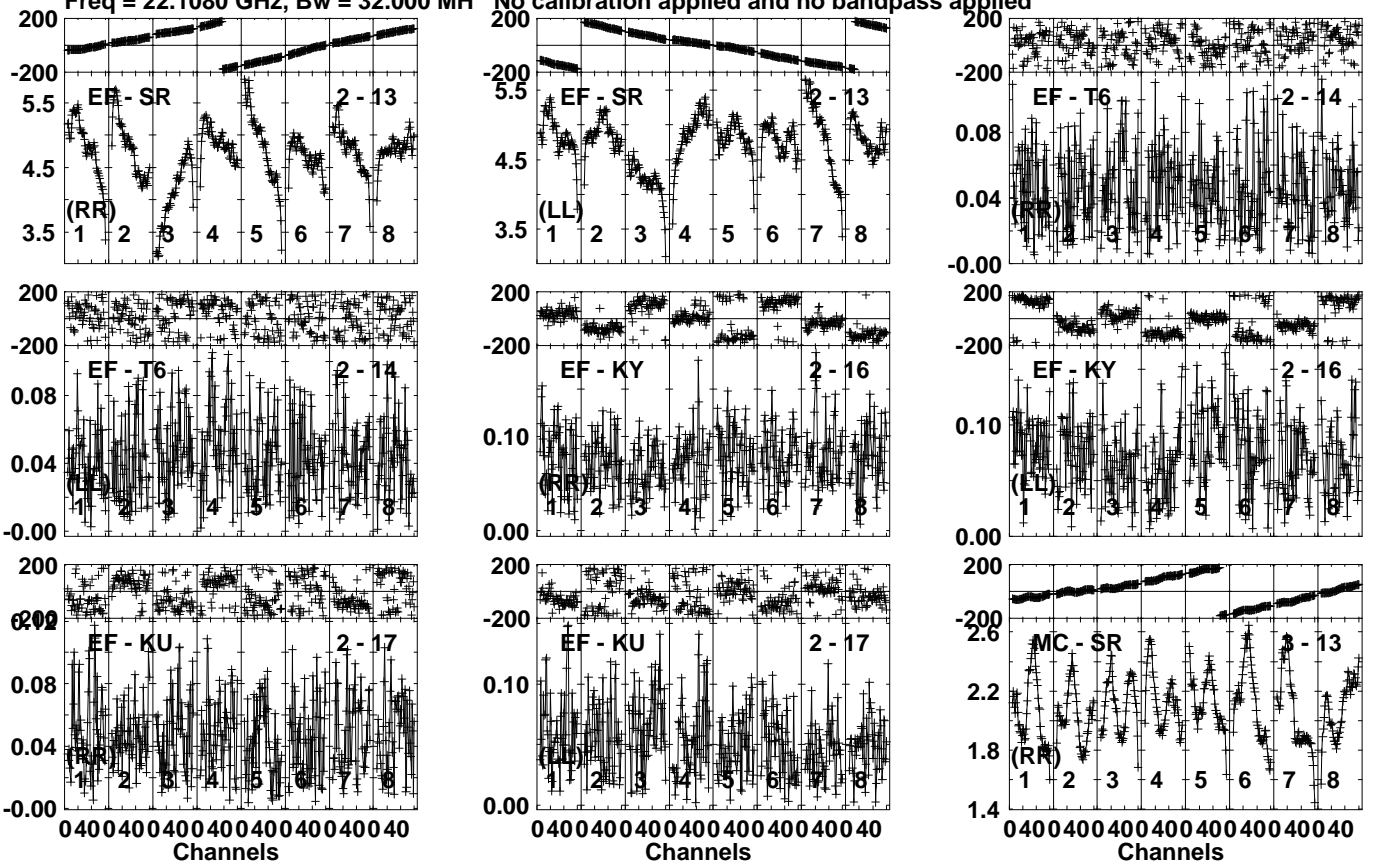 Freq = 22.1080 GHz, Bw = 32.000 MH No calibration applied and no bandpass applied
200
-200
EF - SR 2 - 13
5.5
4.5
3.5
(RR)
1 2 3 4 5 6 7 8
200
-200
EF - SR 2 - 13
5.5
4.5
3.5
(LL)
1 2 3 4 5 6 7 8
200
-200
EF - T6 2 - 14
0.08
0.04
-0.00
(RR)
1 2 3 4 5 6 7 8
200
-200
EF - T6 2 - 14
0.08
0.04
-0.00
(LL)
1 2 3 4 5 6 7 8
200
-200
EF - KY 2 - 16
0.10
0.00
(RR)
1 2 3 4 5 6 7 8
200
-200
EF - KY 2 - 16
0.10
0.00
(LL)
1 2 3 4 5 6 7 8
200
-200
0.12
EF - KU 2 - 17
0.08
0.04
-0.00
(RR)
1 2 3 4 5 6 7 8
0 40 0 40 0 40 0 40 0 40 0 40 0 40 0 40
Channels
200
-200
EF - KU 2 - 17
0.10
0.00
(LL)
1 2 3 4 5 6 7 8
0 40 0 40 0 40 0 40 0 40 0 40 0 40 0 40
Channels
200
-200
MC - SR 3 - 13
2.6
2.2
1.8
1.4
(RR)
1 2 3 4 5 6 7 8
0 40 0 40 0 40 0 40 0 40 0 40 0 40 0 40
Channels